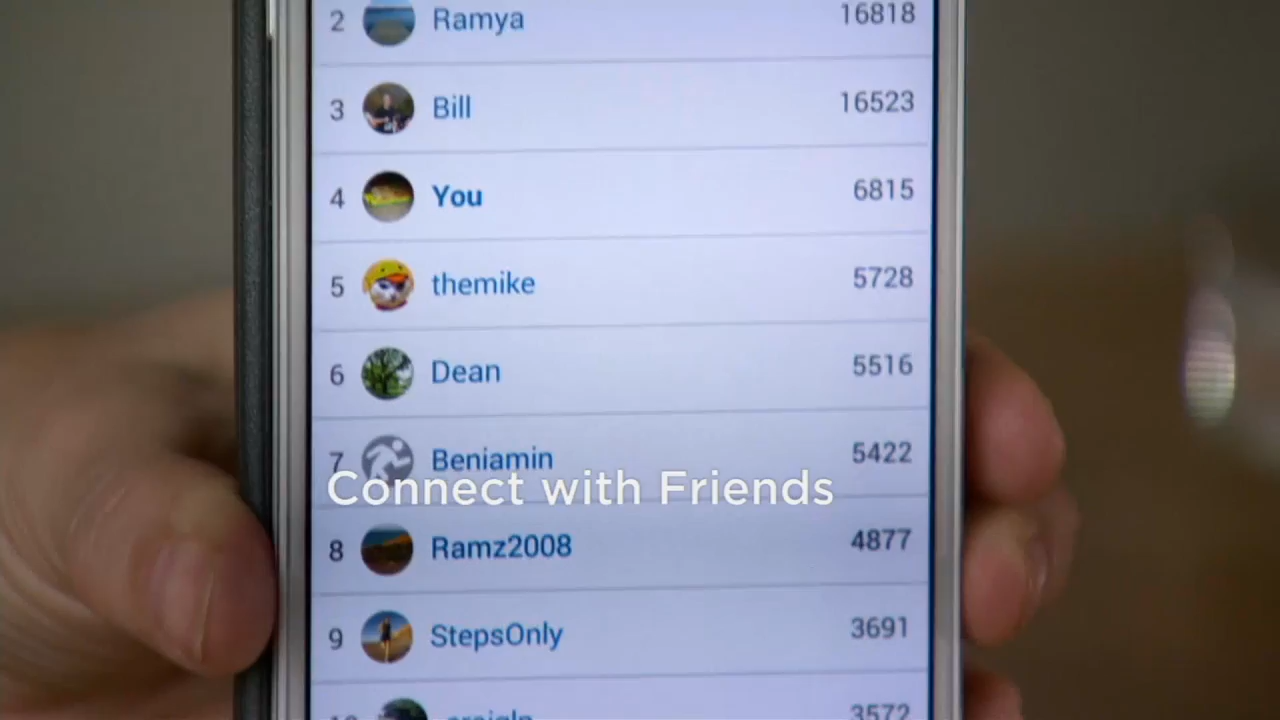 2 Ramya 16818
3 Bill 16523
4 You 6815
5 themike 5728
6 Dean 5516
7 Benjamin 5422
Connect with Friends
8 Ramz2008 4877
9 StepsOnly 3691
3572